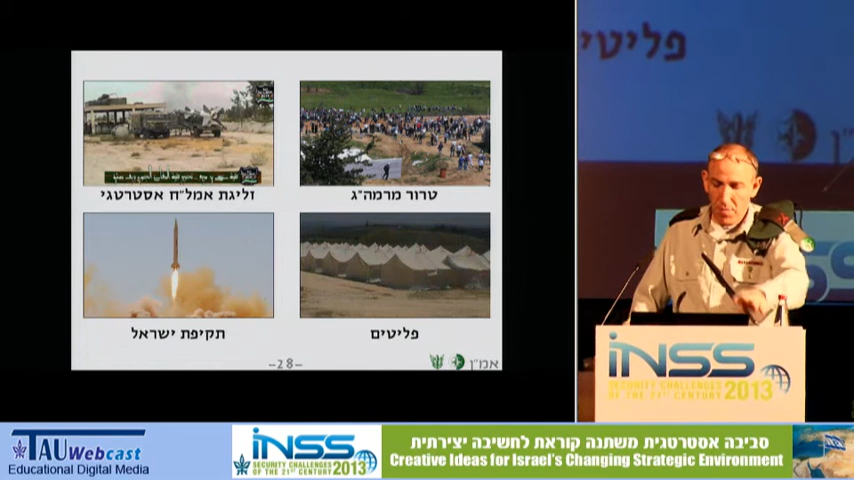 פליטי
זליגת אמל״ח אסטרטגי
טרור מרמה״ג
תקיפת ישראל
פליטים
–28–
אמ״ן
iNSS
SECURITY CHALLENGES
OF THE 21ST CENTURY 2013
TAU Webcast
Educational Digital Media
iNSS
SECURITY CHALLENGES
OF THE 21ST CENTURY 2013
סביבה אסטרטגית משתנה קוראת לחשיבה יצירתית
Creative Ideas for Israel's Changing Strategic Environment